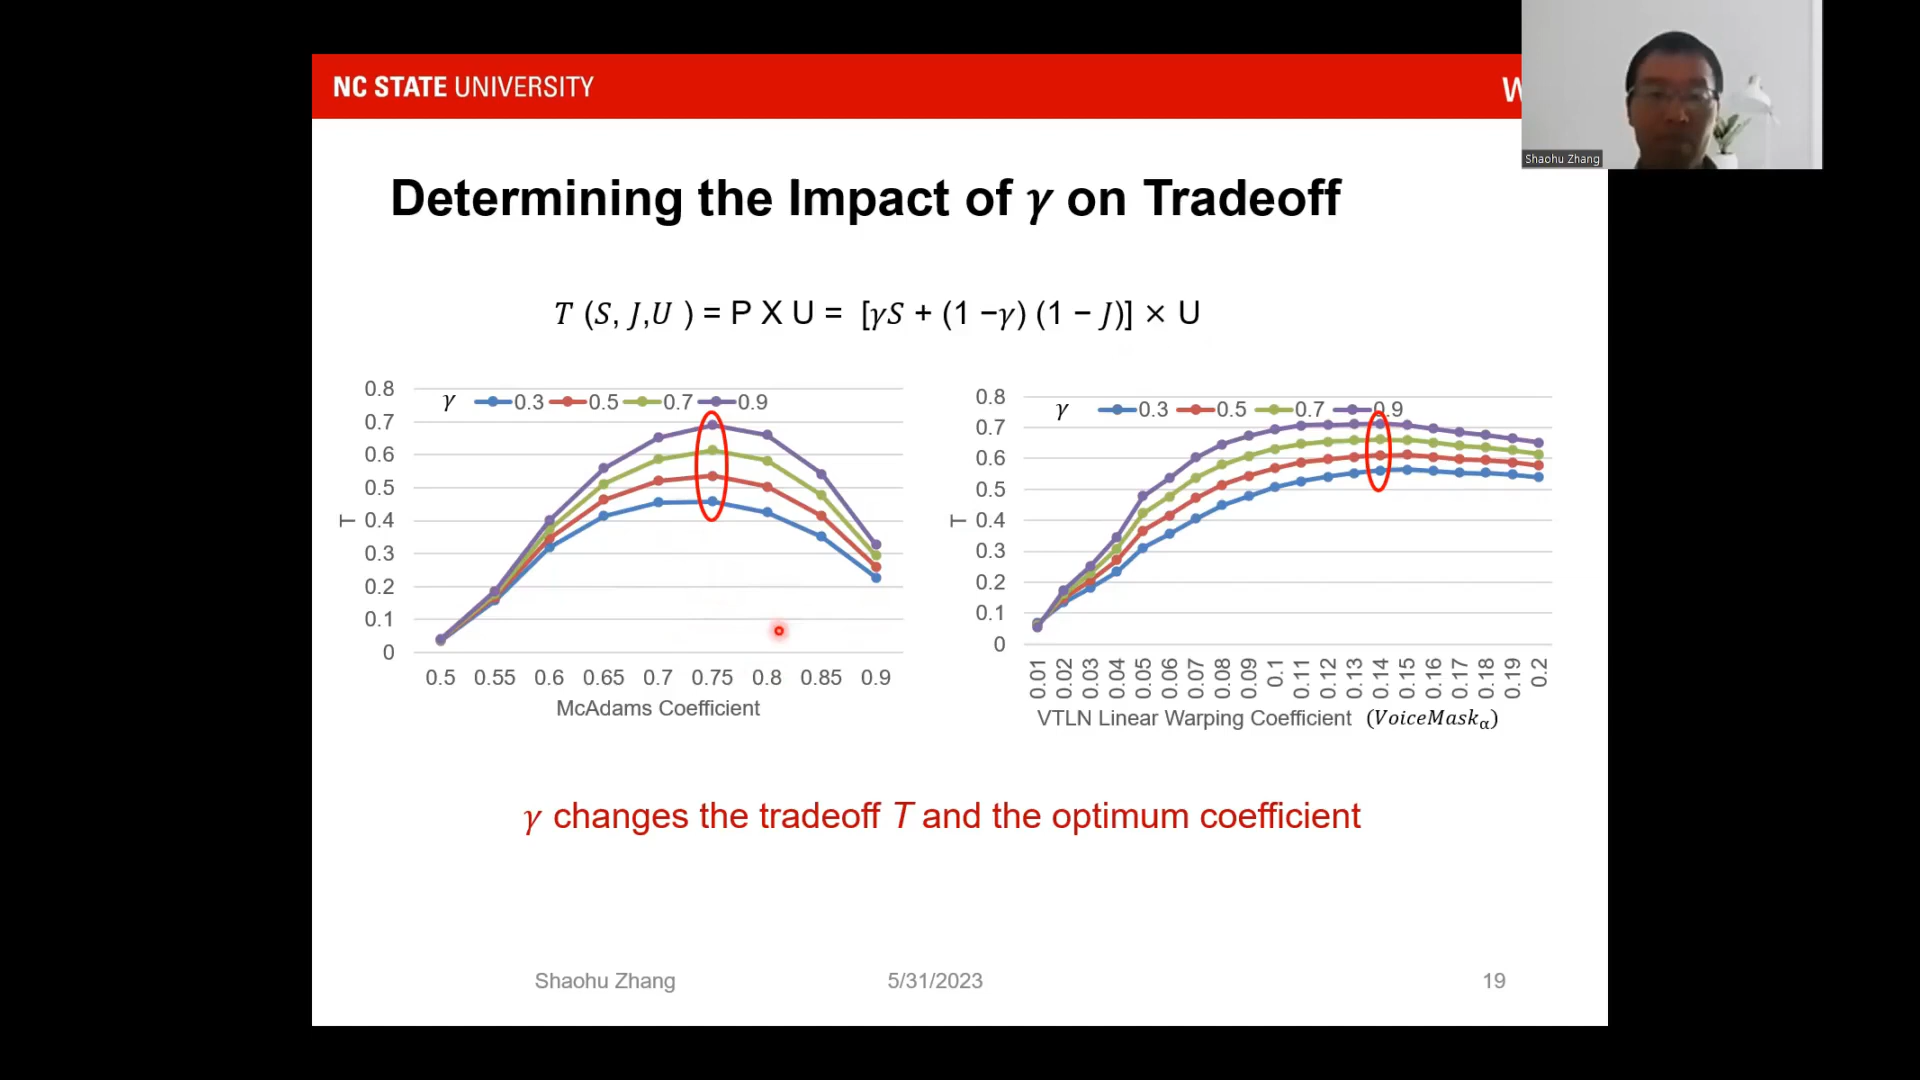 NC STATE UNIVERSITY
W
Shaohu Zhang
Determining the Impact of γ on Tradeoff
T (S, J,U ) = P X U = [γS + (1 −γ) (1 − J)] × U
γ 0.3 0.5 0.7 0.9
0.8
0.7
0.6
0.5
0.4
0.3
0.2
0.1
0
T
0.5 0.55 0.6 0.65 0.7 0.75 0.8 0.85 0.9
McAdams Coefficient
γ 0.3 0.5 0.7 0.9
0.8
0.7
0.6
0.5
0.4
0.3
0.2
0.1
0
T
0.01 0.02 0.03 0.04 0.05 0.06 0.07 0.08 0.09 0.1 0.11 0.12 0.13 0.14 0.15 0.16 0.17 0.18 0.19 0.2
VTLN Linear Warping Coefficient (VoiceMaskα)
γ changes the tradeoff T and the optimum coefficient
Shaohu Zhang 5/31/2023 19